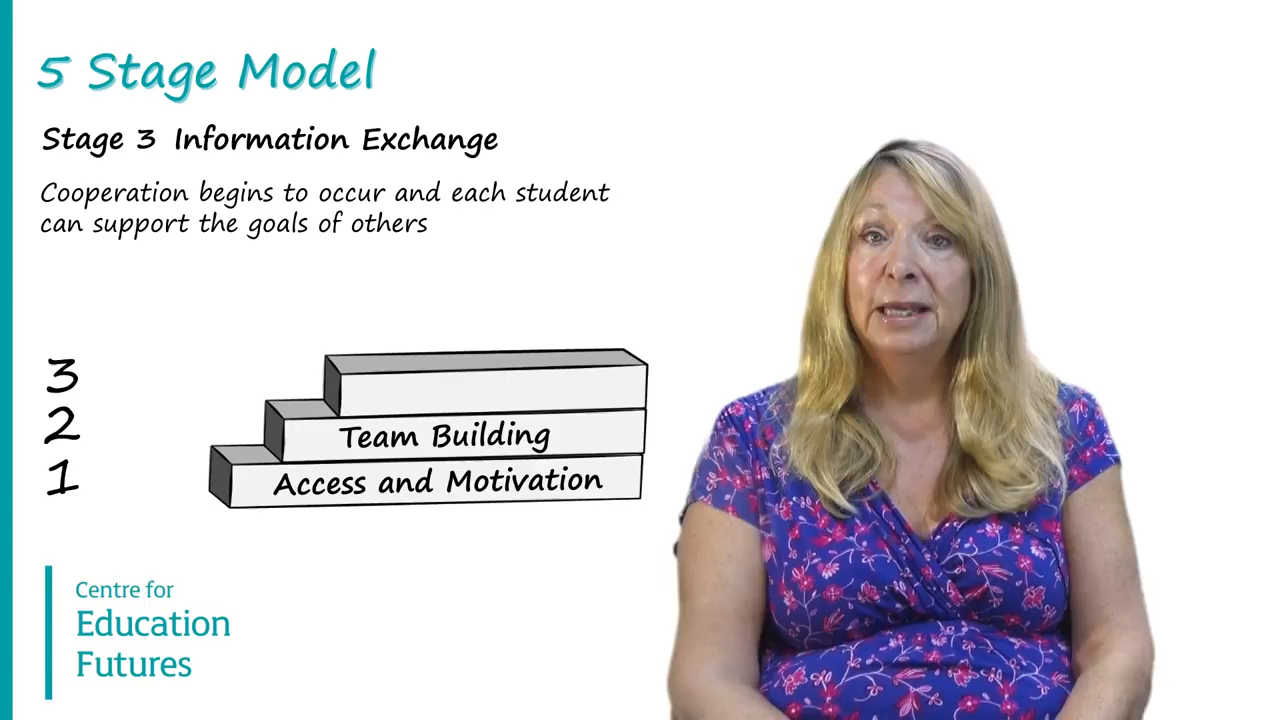 5 Stage Model
Stage 3 Information Exchange
Cooperation begins to occur and each student
can support the goals of others
3
2
Team Building
1
Access and Motivation
Centre for
Education
Futures